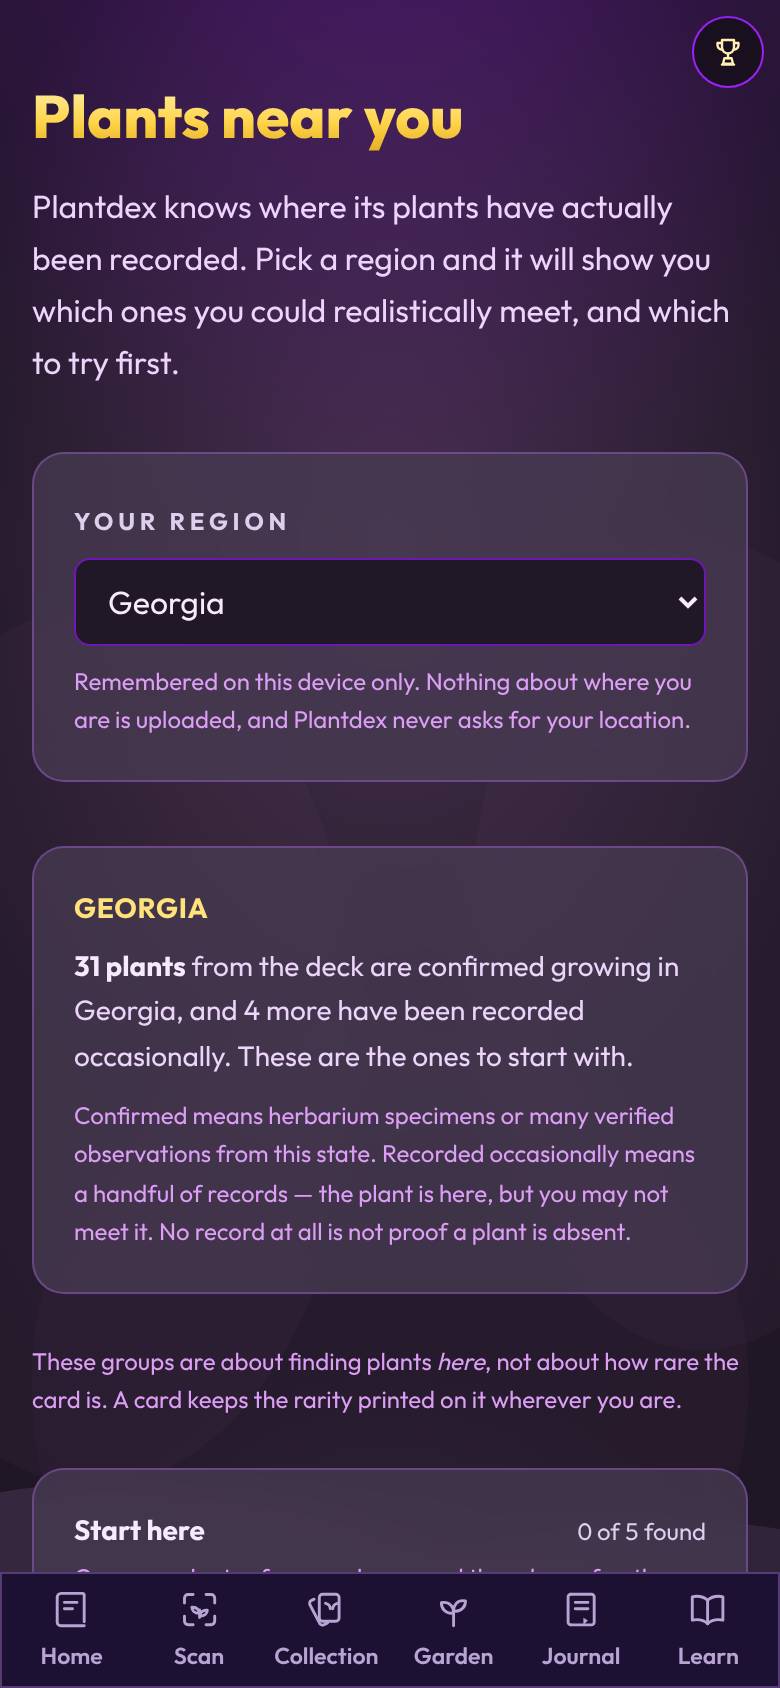 Plants near you
Plantdex knows where its plants have actually
been recorded. Pick a region and it will show you
which ones you could realistically meet, and which
to try first.
YOUR REGION
Georgia
Remembered on this device only. Nothing about where you
are is uploaded, and Plantdex never asks for your location.
GEORGIA
31 plants from the deck are confirmed growing in
Georgia, and 4 more have been recorded
occasionally. These are the ones to start with.
Confirmed means herbarium specimens or many verified
observations from this state. Recorded occasionally means
a handful of records — the plant is here, but you may not
meet it. No record at all is not proof a plant is absent.
These groups are about finding plants here, not about how rare the
card is. A card keeps the rarity printed on it wherever you are.
Start here 0 of 5 found
Home Scan Collection Garden Journal Learn